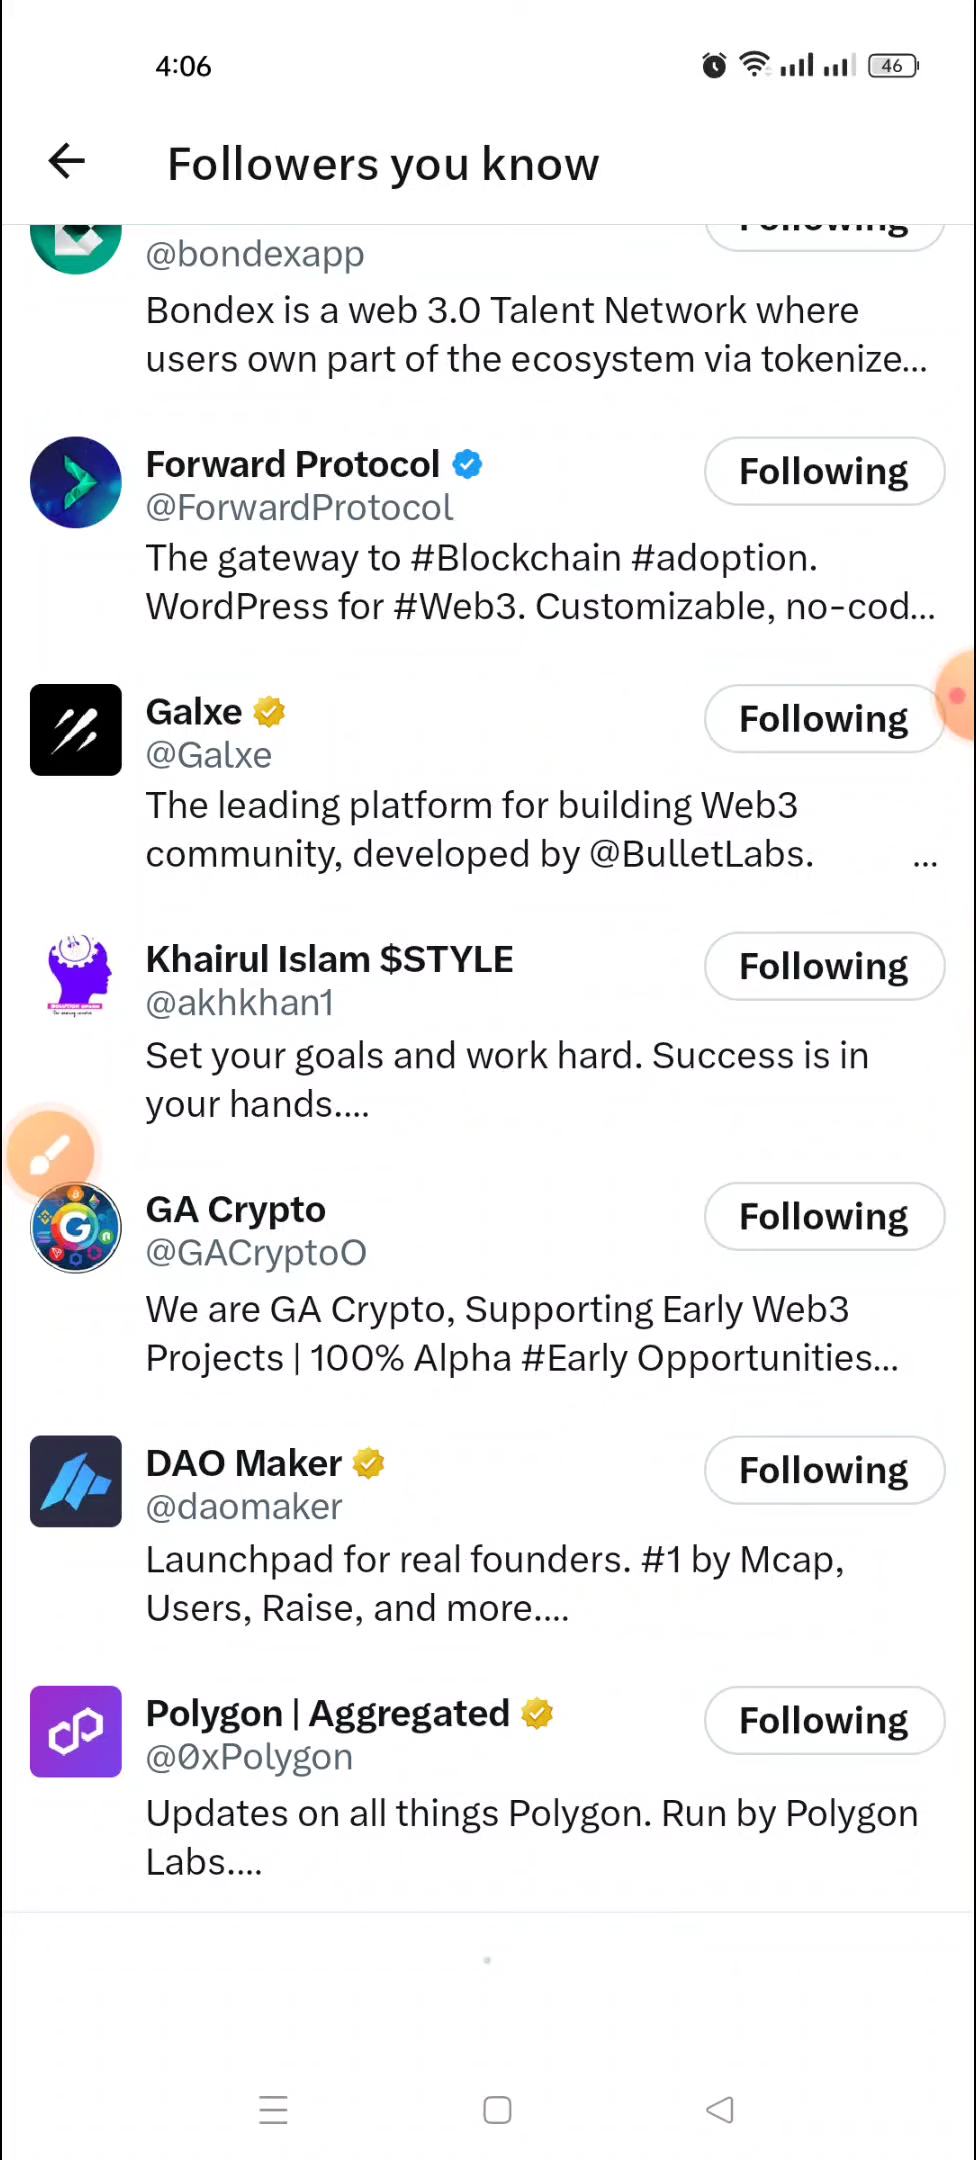 4:06
46
Followers you know
Following
@bondexapp
Bondex is a web 3.0 Talent Network where
users own part of the ecosystem via tokenize...
Forward Protocol
Following
@ForwardProtocol
The gateway to #Blockchain #adoption.
WordPress for #Web3. Customizable, no-cod...
Galxe
Following
@Galxe
The leading platform for building Web3
community, developed by @BulletLabs. ...
Khairul Islam $STYLE
Following
@akhkhan1
Set your goals and work hard. Success is in
your hands....
GA Crypto
Following
@GACryptoO
We are GA Crypto, Supporting Early Web3
Projects | 100% Alpha #Early Opportunities...
DAO Maker
Following
@daomaker
Launchpad for real founders. #1 by Mcap,
Users, Raise, and more....
Polygon | Aggregated
Following
@0xPolygon
Updates on all things Polygon. Run by Polygon
Labs....